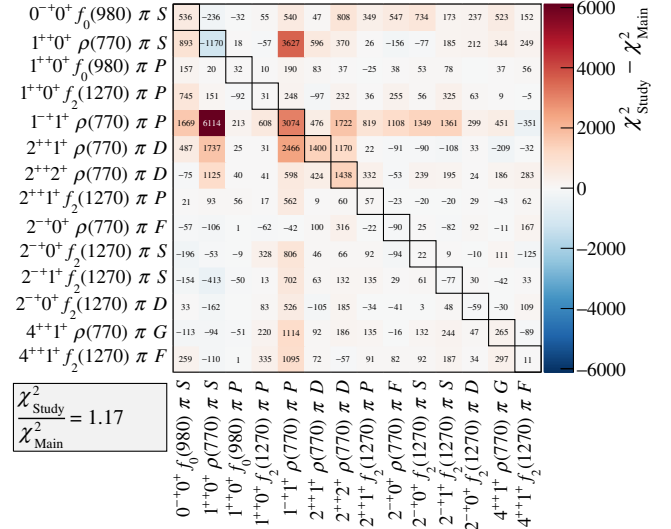 0⁻⁺0⁺ f₀(980) π S 536 −236 −32 55 540 47 808 349 547 734 173 237 523 152
1⁺⁺0⁺ ρ(770) π S 893 −1170 18 −57 3627 596 370 26 −156 −77 185 212 344 249
1⁺⁺0⁺ f₀(980) π P 157 20 32 10 190 83 37 −25 38 53 78 37 56
1⁺⁺0⁺ f₂(1270) π P 745 151 −92 31 248 −97 232 36 255 56 325 63 9 −5
1⁻⁺1⁺ ρ(770) π P 1669 6114 213 608 3074 476 1722 819 1108 1349 1361 299 451 −351
2⁺⁺1⁺ ρ(770) π D 487 1737 25 31 2466 1400 1170 22 −91 −90 −108 33 −209 −32
2⁺⁺2⁺ ρ(770) π D −75 1125 40 41 598 424 1438 332 −53 239 195 24 186 283
2⁺⁺1⁺ f₂(1270) π P 21 93 56 17 562 9 60 57 −23 −20 −20 29 −43 62
2⁻⁺0⁺ ρ(770) π F −57 −106 1 −62 −42 100 316 −22 −90 25 82 92 −11 167
2⁻⁺0⁺ f₂(1270) π S −196 −53 −9 328 806 46 66 92 −94 22 9 10 111 −125
2⁻⁺1⁺ f₂(1270) π S −154 −413 −50 13 702 63 132 135 29 61 −77 30 −42 33
2⁻⁺0⁺ f₂(1270) π D 33 −162 83 526 −105 185 −34 −41 3 48 −59 −30 109
4⁺⁺1⁺ ρ(770) π G −113 −94 −51 220 1114 92 186 135 −16 132 244 47 265 −89
4⁺⁺1⁺ f₂(1270) π F 259 −110 1 335 1095 72 −57 91 82 92 187 34 297 11
0⁻⁺0⁺ f₀(980) π S
1⁺⁺0⁺ ρ(770) π S
1⁺⁺0⁺ f₀(980) π P
1⁺⁺0⁺ f₂(1270) π P
1⁻⁺1⁺ ρ(770) π P
2⁺⁺1⁺ ρ(770) π D
2⁺⁺2⁺ ρ(770) π D
2⁺⁺1⁺ f₂(1270) π P
2⁻⁺0⁺ ρ(770) π F
2⁻⁺0⁺ f₂(1270) π S
2⁻⁺1⁺ f₂(1270) π S
2⁻⁺0⁺ f₂(1270) π D
4⁺⁺1⁺ ρ(770) π G
4⁺⁺1⁺ f₂(1270) π F
χ²_Study / χ²_Main = 1.17
6000
4000
2000
0
−2000
−4000
−6000
χ²_Study − χ²_Main